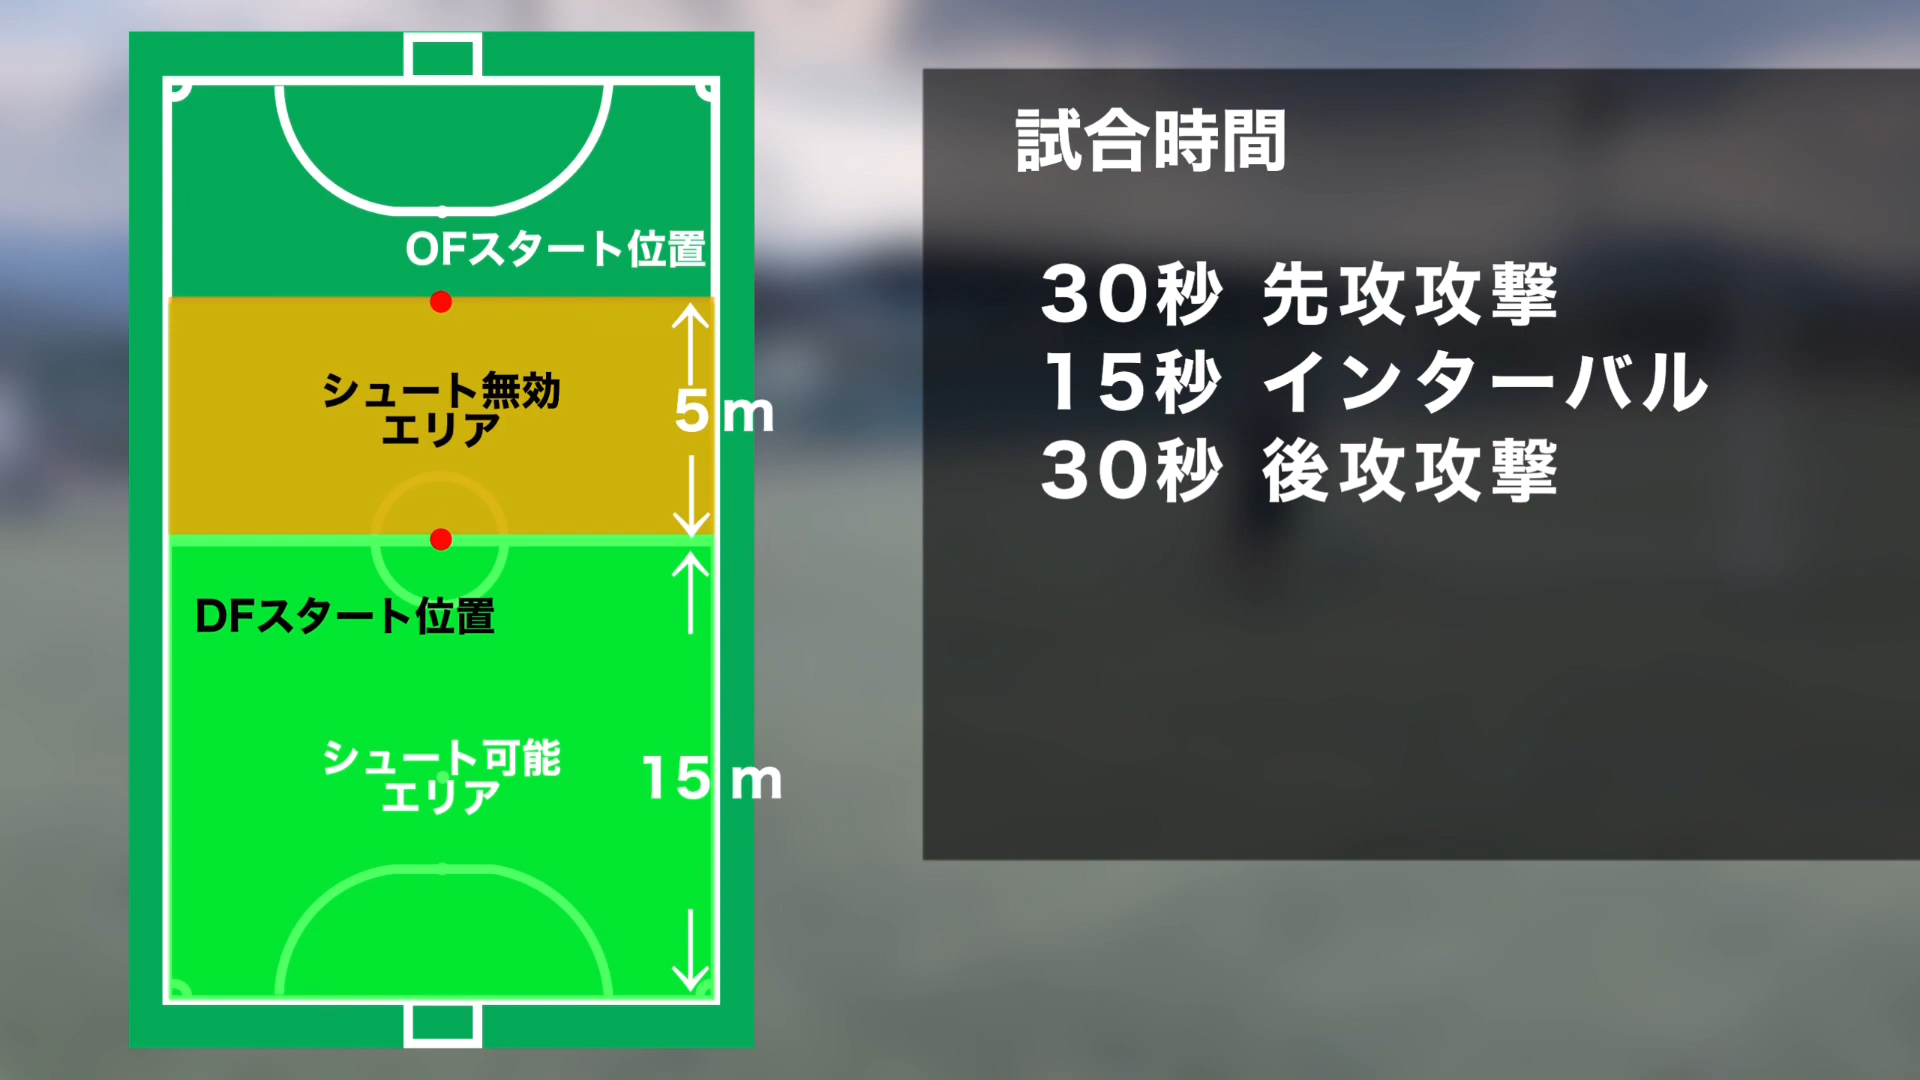 OFスタート位置
シュート無効
エリア
5m
DFスタート位置
シュート可能
エリア
15m
試合時間
30秒 先攻攻撃
15秒 インターバル
30秒 後攻攻撃